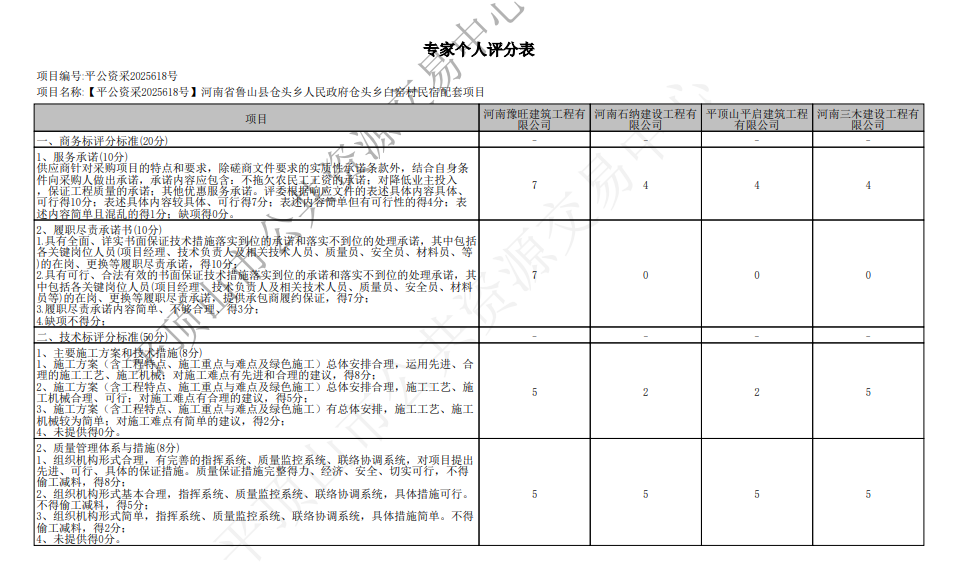 专家个人评分表
项目编号:平公资采2025618号
项目名称:【平公资采2025618号】河南省鲁山县仓头乡人民政府仓头乡白窑村民宿配套项目
项目 河南豫旺建筑工程有限公司 河南石纳建设工程有限公司 平顶山平启建筑工程有限公司 河南三木建设工程有限公司
一、商务标评分标准(20分) - - - -
1、服务承诺(10分)
供应商针对采购项目的特点和要求，除磋商文件要求的实质性承诺条款外，结合自身条
件向采购人做出承诺，承诺内容应包含：不拖欠农民工工资的承诺；对降低业主投入
，保证工程质量的承诺；其他优惠服务承诺。评委根据响应文件的表述具体内容具体、
可行得10分；表述具体内容较具体、可行得7分；表述内容简单但有可行性的得4分；表
述内容简单且混乱的得1分；缺项得0分。
7 4 4 4
2、履职尽责承诺书(10分)
1.具有全面、详实书面保证技术措施落实到位的承诺和落实不到位的处理承诺，其中包括
各关键岗位人员(项目经理、技术负责人及相关技术人员、质量员、安全员、材料员、等
)的在岗、更换等履职尽责承诺，得10分；
2.具有可行、合法有效的书面保证技术措施落实到位的承诺和落实不到位的处理承诺，其
中包括各关键岗位人员(项目经理、技术负责人及相关技术人员、质量员、安全员、材料
员等)的在岗、更换等履职尽责承诺，提供承包商履约保证，得7分；
3.履职尽责承诺内容简单、不够合理、得3分；
4.缺项不得分；
7 0 0 0
二、技术标评分标准(50分) - - - -
1、主要施工方案和技术措施(8分)
1、施工方案（含工程特点、施工重点与难点及绿色施工）总体安排合理，运用先进、合
理的施工工艺、施工机械；对施工难点有先进和合理的建议，得8分；
2、施工方案（含工程特点、施工重点与难点及绿色施工）总体安排合理，施工工艺、施
工机械合理、可行；对施工难点有合理的建议，得5分；
3、施工方案（含工程特点、施工重点与难点及绿色施工）有总体安排，施工工艺、施工
机械较为简单；对施工难点有简单的建议，得2分；
4、未提供得0分。
5 2 2 5
2、质量管理体系与措施(8分)
1、组织机构形式合理，有完善的指挥系统、质量监控系统、联络协调系统，对项目提出
先进、可行、具体的保证措施。质量保证措施完整得力、经济、安全、切实可行，不得
偷工减料，得8分；
2、组织机构形式基本合理，指挥系统、质量监控系统、联络协调系统，具体措施可行。
不得偷工减料，得5分；
3、组织机构形式简单，指挥系统、质量监控系统、联络协调系统，具体措施简单。不得
偷工减料，得2分；
4、未提供得0分。
5 5 5 5
平顶山市公共资源交易中心
平顶山市公共资源交易中心